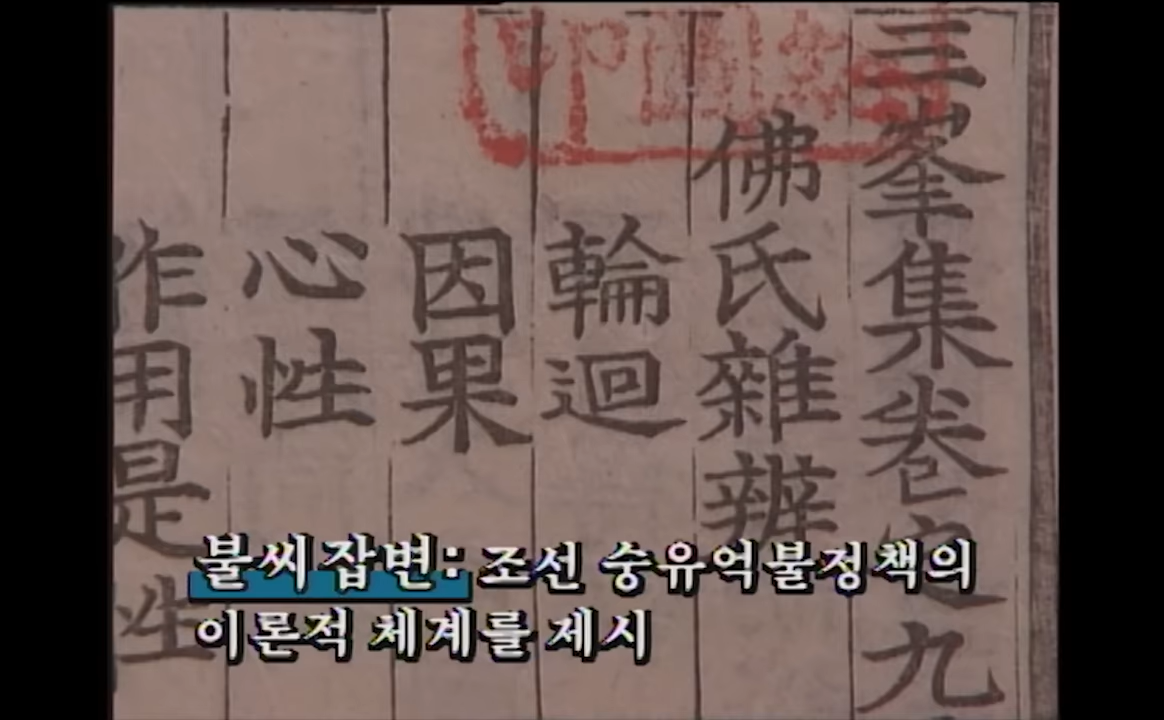 三峯集卷之九
佛氏雜辨
輪迴
因果
心性
作用是性
불씨잡변: 조선 숭유억불정책의
이론적 체계를 제시